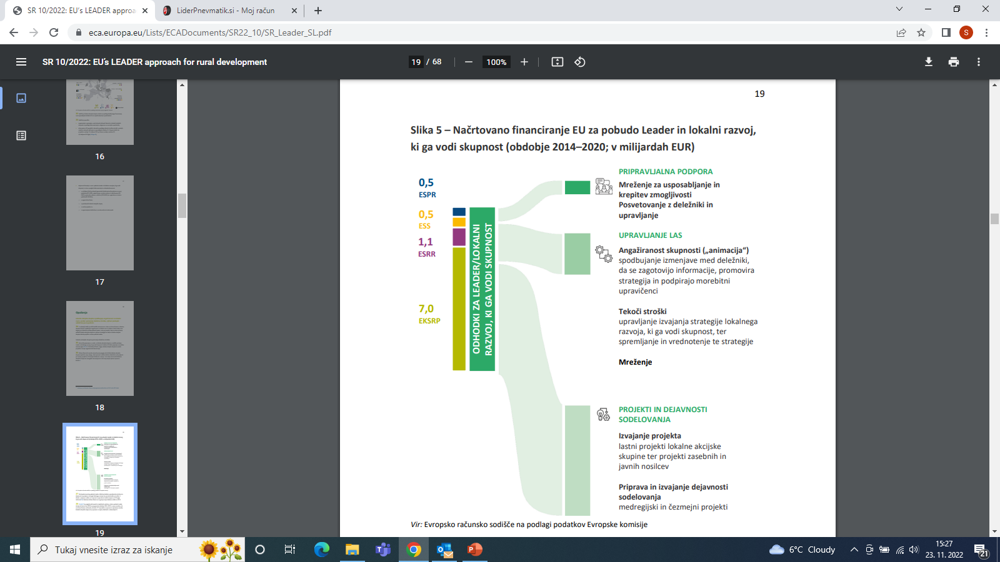 SR 10/2022: EU's LEADER approa
LiderPnevmatik.si - Moj račun
eca.europa.eu/Lists/ECADocuments/SR22_10/SR_Leader_SL.pdf
S
SR 10/2022: EU's LEADER approach for rural development
19 / 68
100%
16
17
18
19
19
Slika 5 – Načrtovano financiranje EU za pobudo Leader in lokalni razvoj,
ki ga vodi skupnost (obdobje 2014–2020; v milijardah EUR)
0,5
ESPR
0,5
ESS
1,1
ESRR
7,0
EKSRP
ODHODKI ZA LEADER/LOKALNI
RAZVOJ, KI GA VODI SKUPNOST
PRIPRAVLJALNA PODPORA
Mreženje za usposabljanje in
krepitev zmogljivosti
Posvetovanje z deležniki in
upravljanje
UPRAVLJANJE LAS
Angažiranost skupnosti („animacija“)
spodbujanje izmenjave med deležniki,
da se zagotovijo informacije, promovira
strategija in podpirajo morebitni
upravičenci
Tekoči stroški
upravljanje izvajanja strategije lokalnega
razvoja, ki ga vodi skupnost, ter
spremljanje in vrednotenje te strategije
Mreženje
PROJEKTI IN DEJAVNOSTI
SODELOVANJA
Izvajanje projekta
lastni projekti lokalne akcijske
skupine ter projekti zasebnih in
javnih nosilcev
Priprava in izvajanje dejavnosti
sodelovanja
medregijski in čezmejni projekti
Vir: Evropsko računsko sodišče na podlagi podatkov Evropske komisije
Tukaj vnesite izraz za iskanje
6°C Cloudy
15:27
23. 11. 2022
21